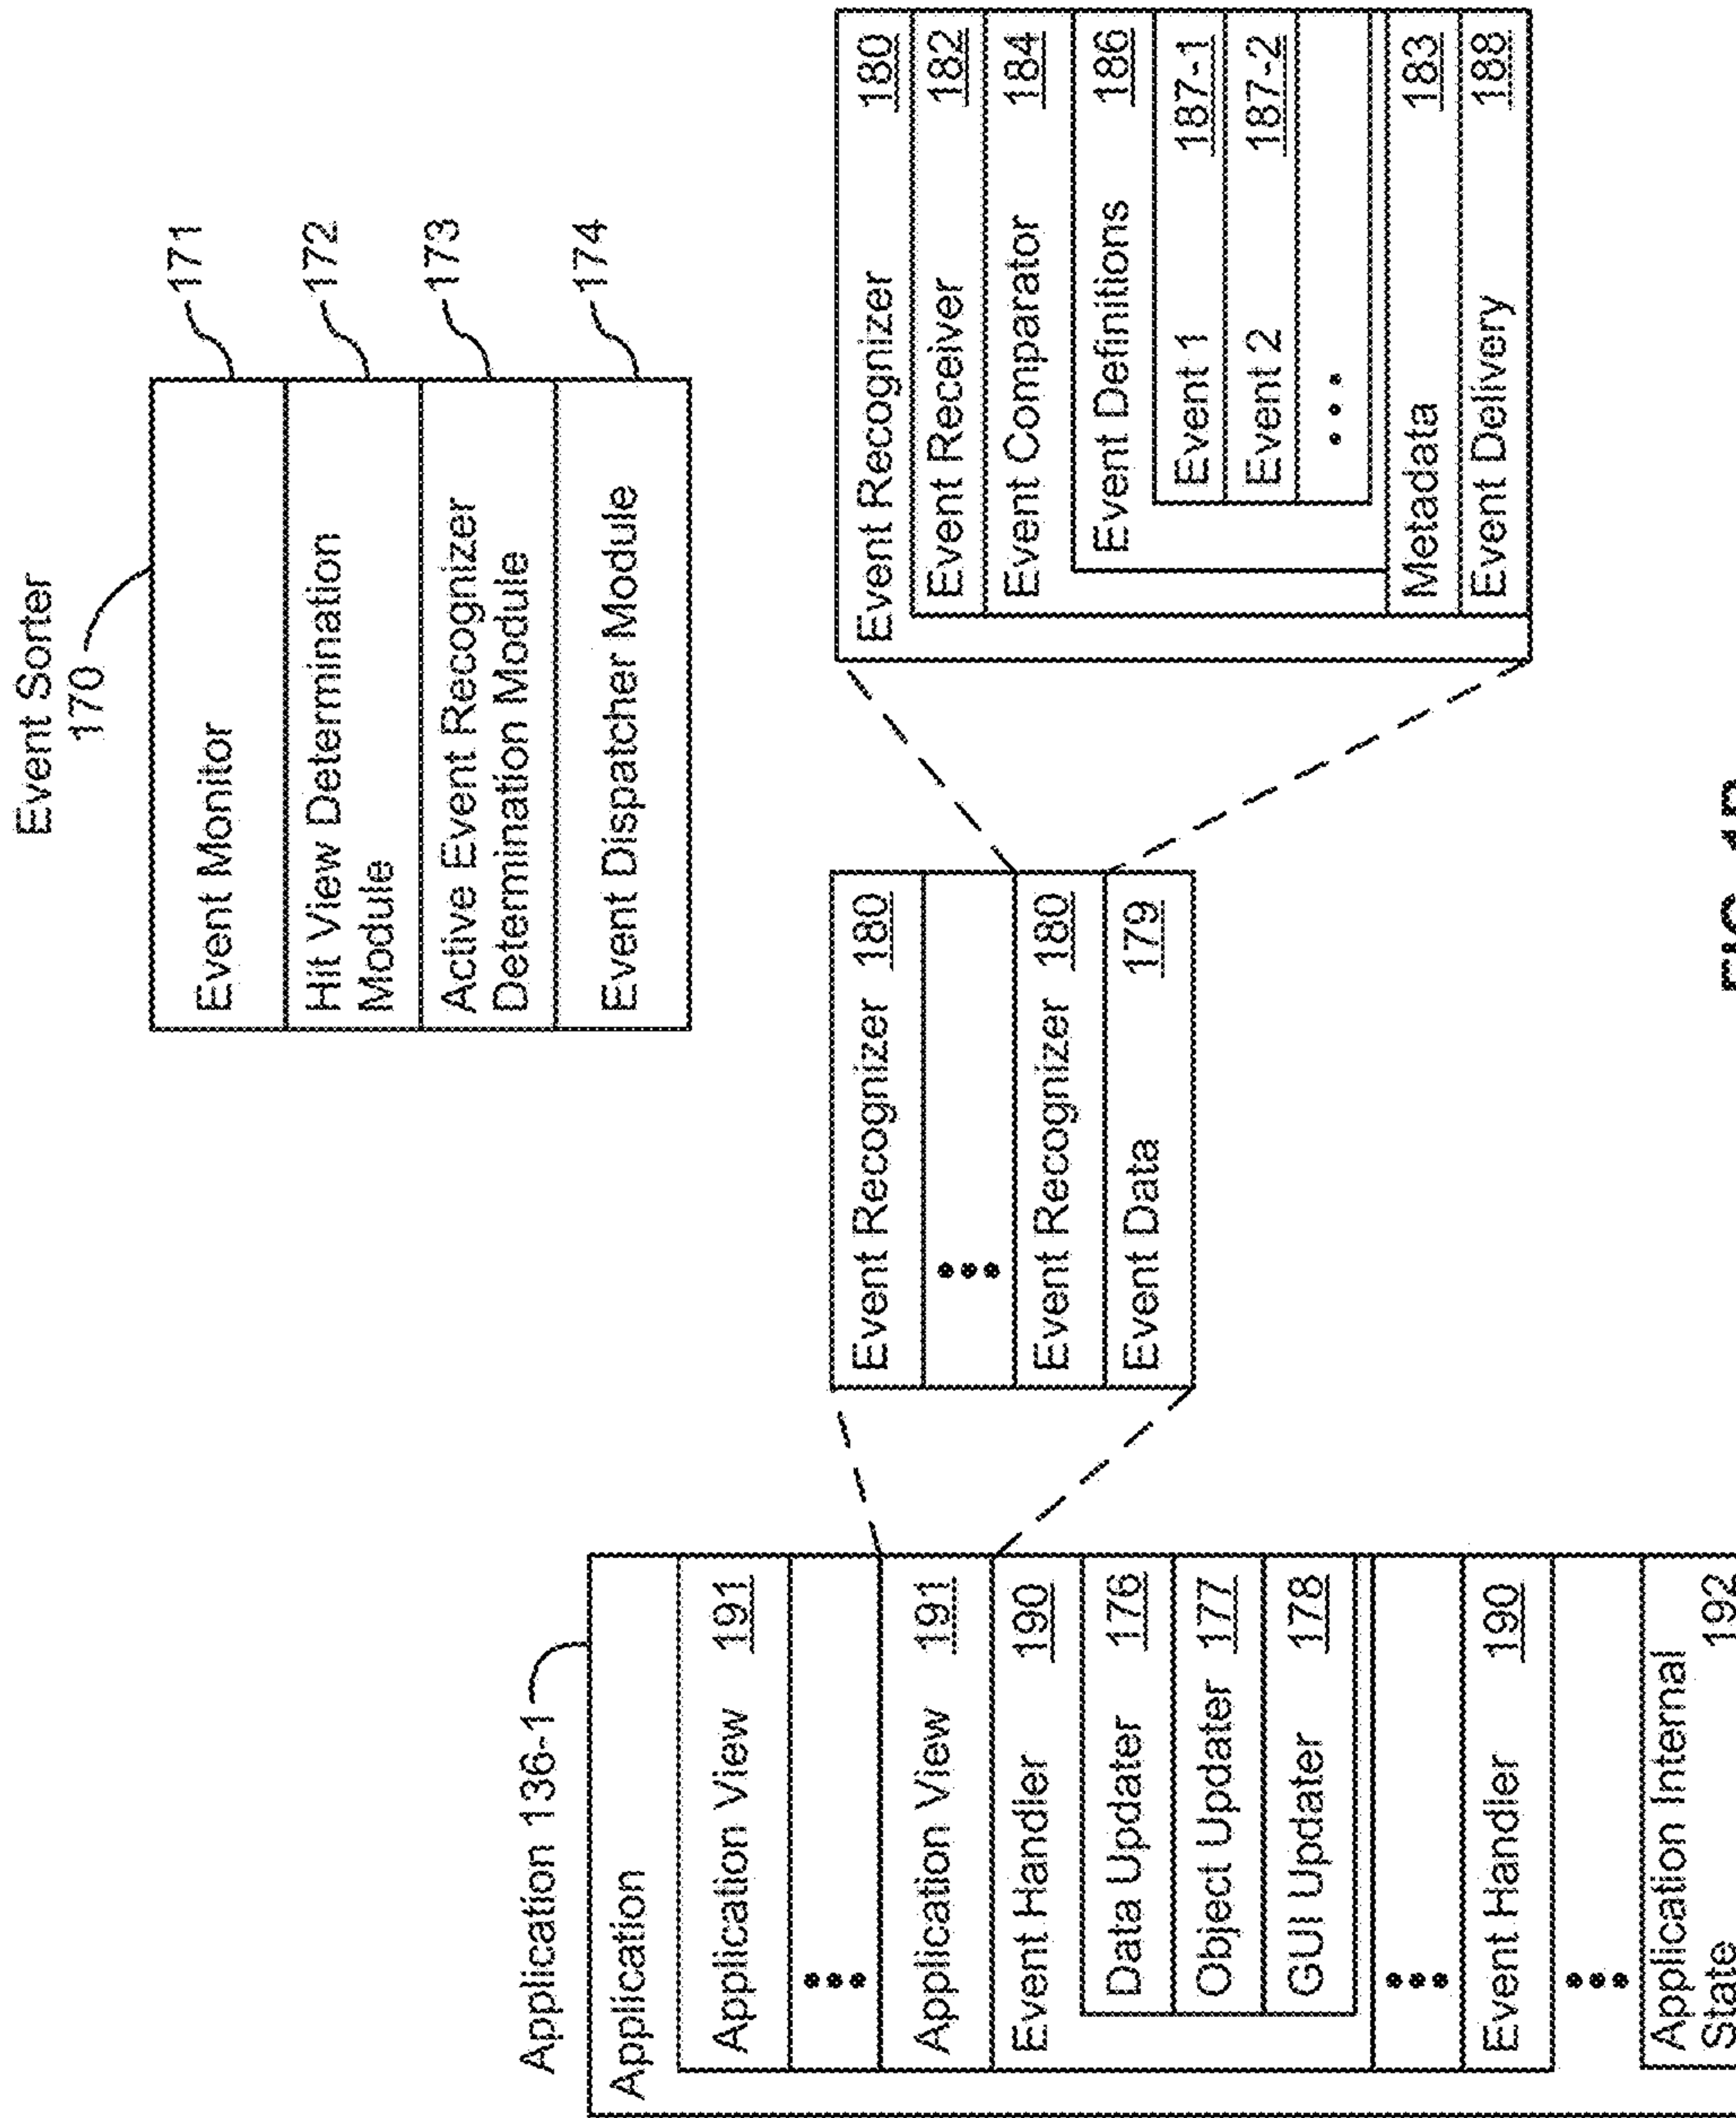 Event Sorter
170
Event Monitor 171
Hit View Determination
Module 172
Active Event Recognizer
Determination Module 173
Event Dispatcher Module 174
Application 136-1
Application
Application View 191
Application View 191
Event Handler 190
Data Updater 176
Object Updater 177
GUI Updater 178
Event Handler 190
Application Internal
State 192
Event Recognizer 180
Event Recognizer 180
Event Data 179
Event Recognizer 180
Event Receiver 182
Event Comparator 184
Event Definitions 186
Event 1 187-1
Event 2 187-2
Metadata 183
Event Delivery 188